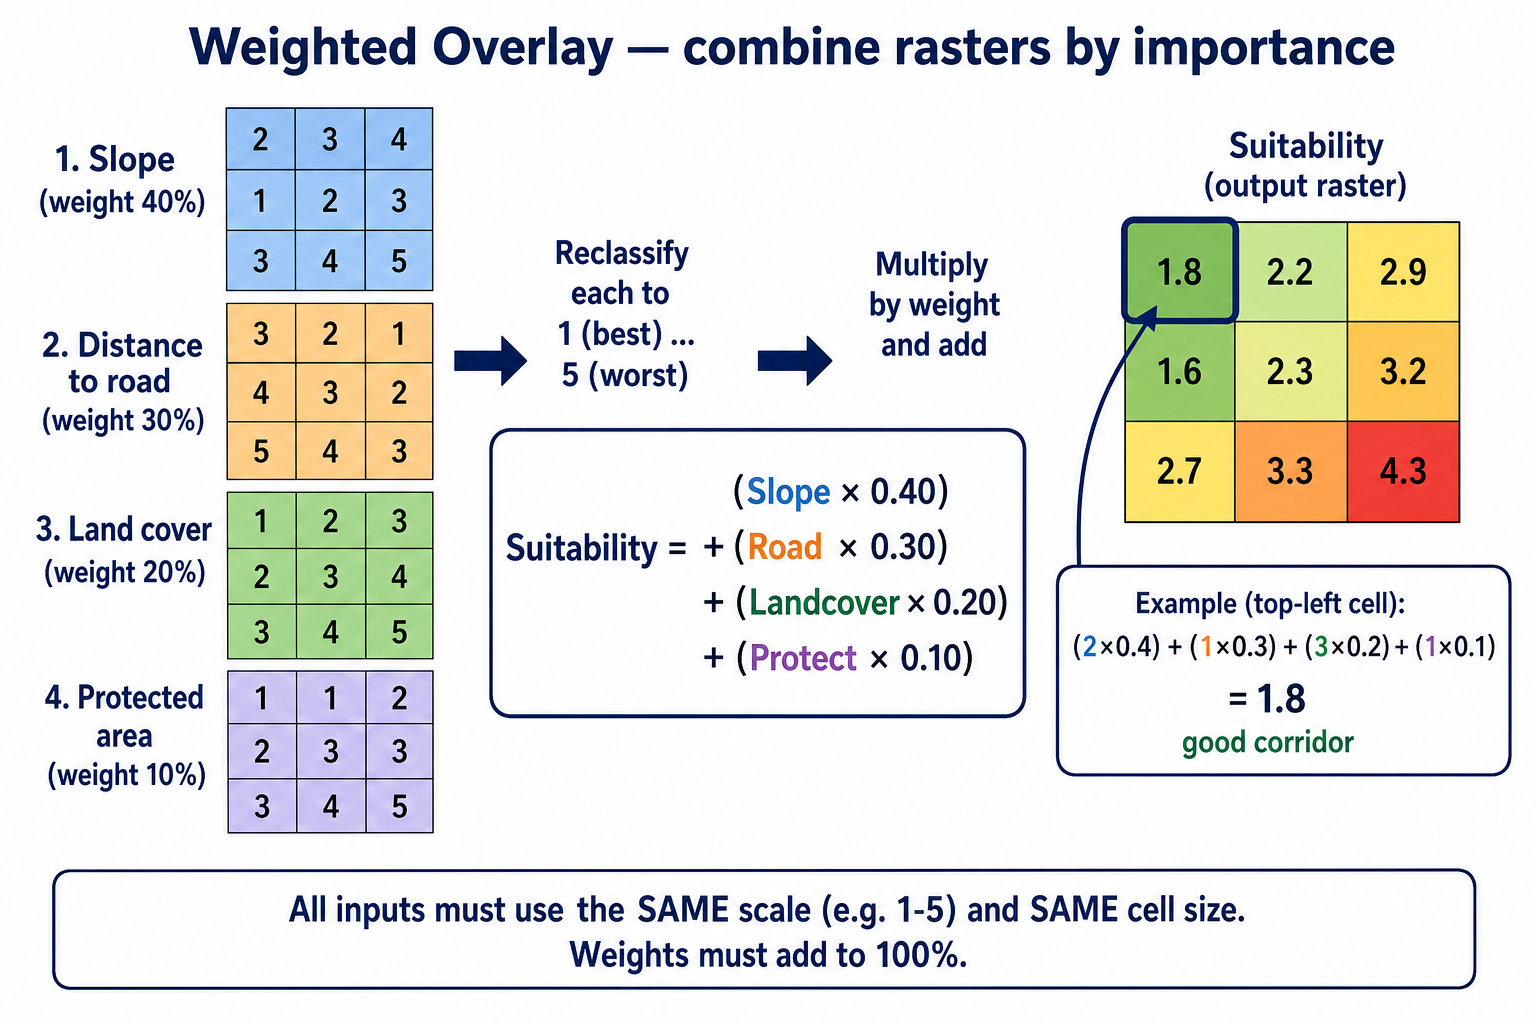 Weighted Overlay — combine rasters by importance
1. Slope
(weight 40%)
2 3 4
1 2 3
3 4 5
2. Distance
to road
(weight 30%)
3 2 1
4 3 2
5 4 3
3. Land cover
(weight 20%)
1 2 3
2 3 4
3 4 5
4. Protected
area
(weight 10%)
1 1 2
2 3 3
3 4 5
Reclassify
each to
1 (best) ...
5 (worst)
Multiply
by weight
and add
(Slope × 0.40)
Suitability = + (Road × 0.30)
+ (Landcover × 0.20)
+ (Protect × 0.10)
Suitability
(output raster)
1.8 2.2 2.9
1.6 2.3 3.2
2.7 3.3 4.3
Example (top-left cell):
(2×0.4) + (1×0.3) + (3×0.2) + (1×0.1)
= 1.8
good corridor
All inputs must use the SAME scale (e.g. 1-5) and SAME cell size.
Weights must add to 100%.